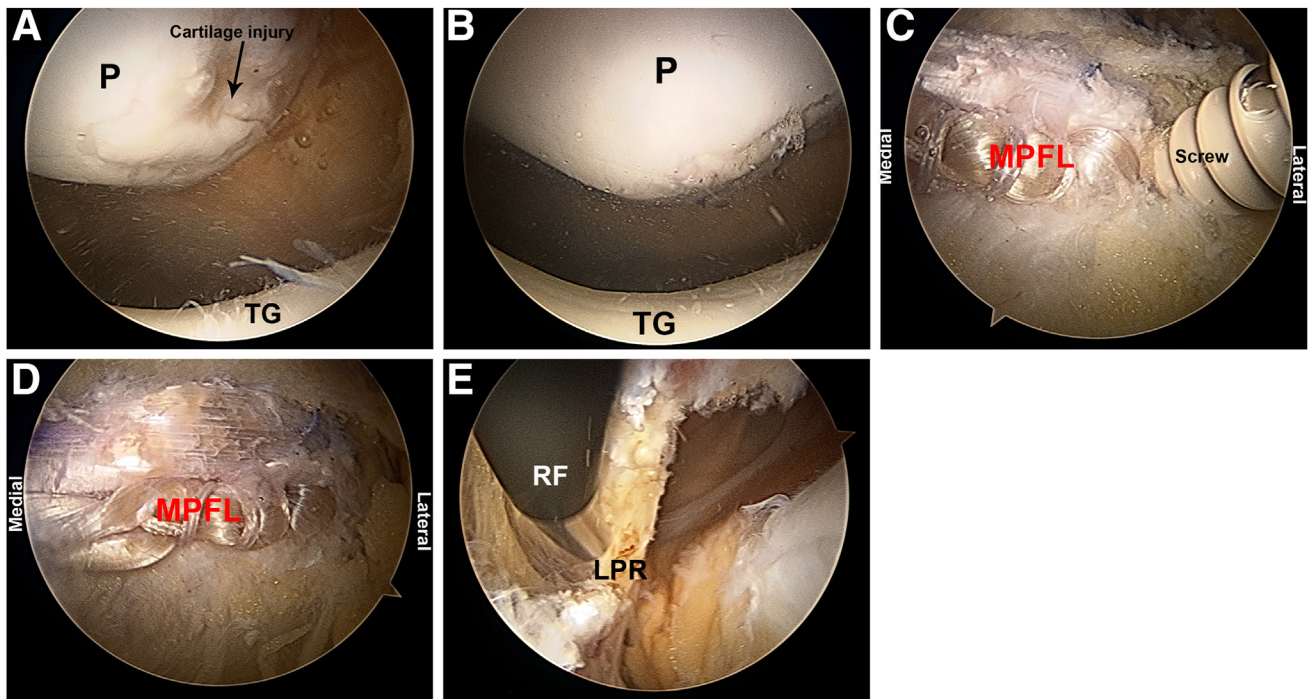 A
Cartilage injury
P
TG
B
P
TG
C
Medial
MPFL
Screw
Lateral
D
Medial
MPFL
Lateral
E
RF
LPR